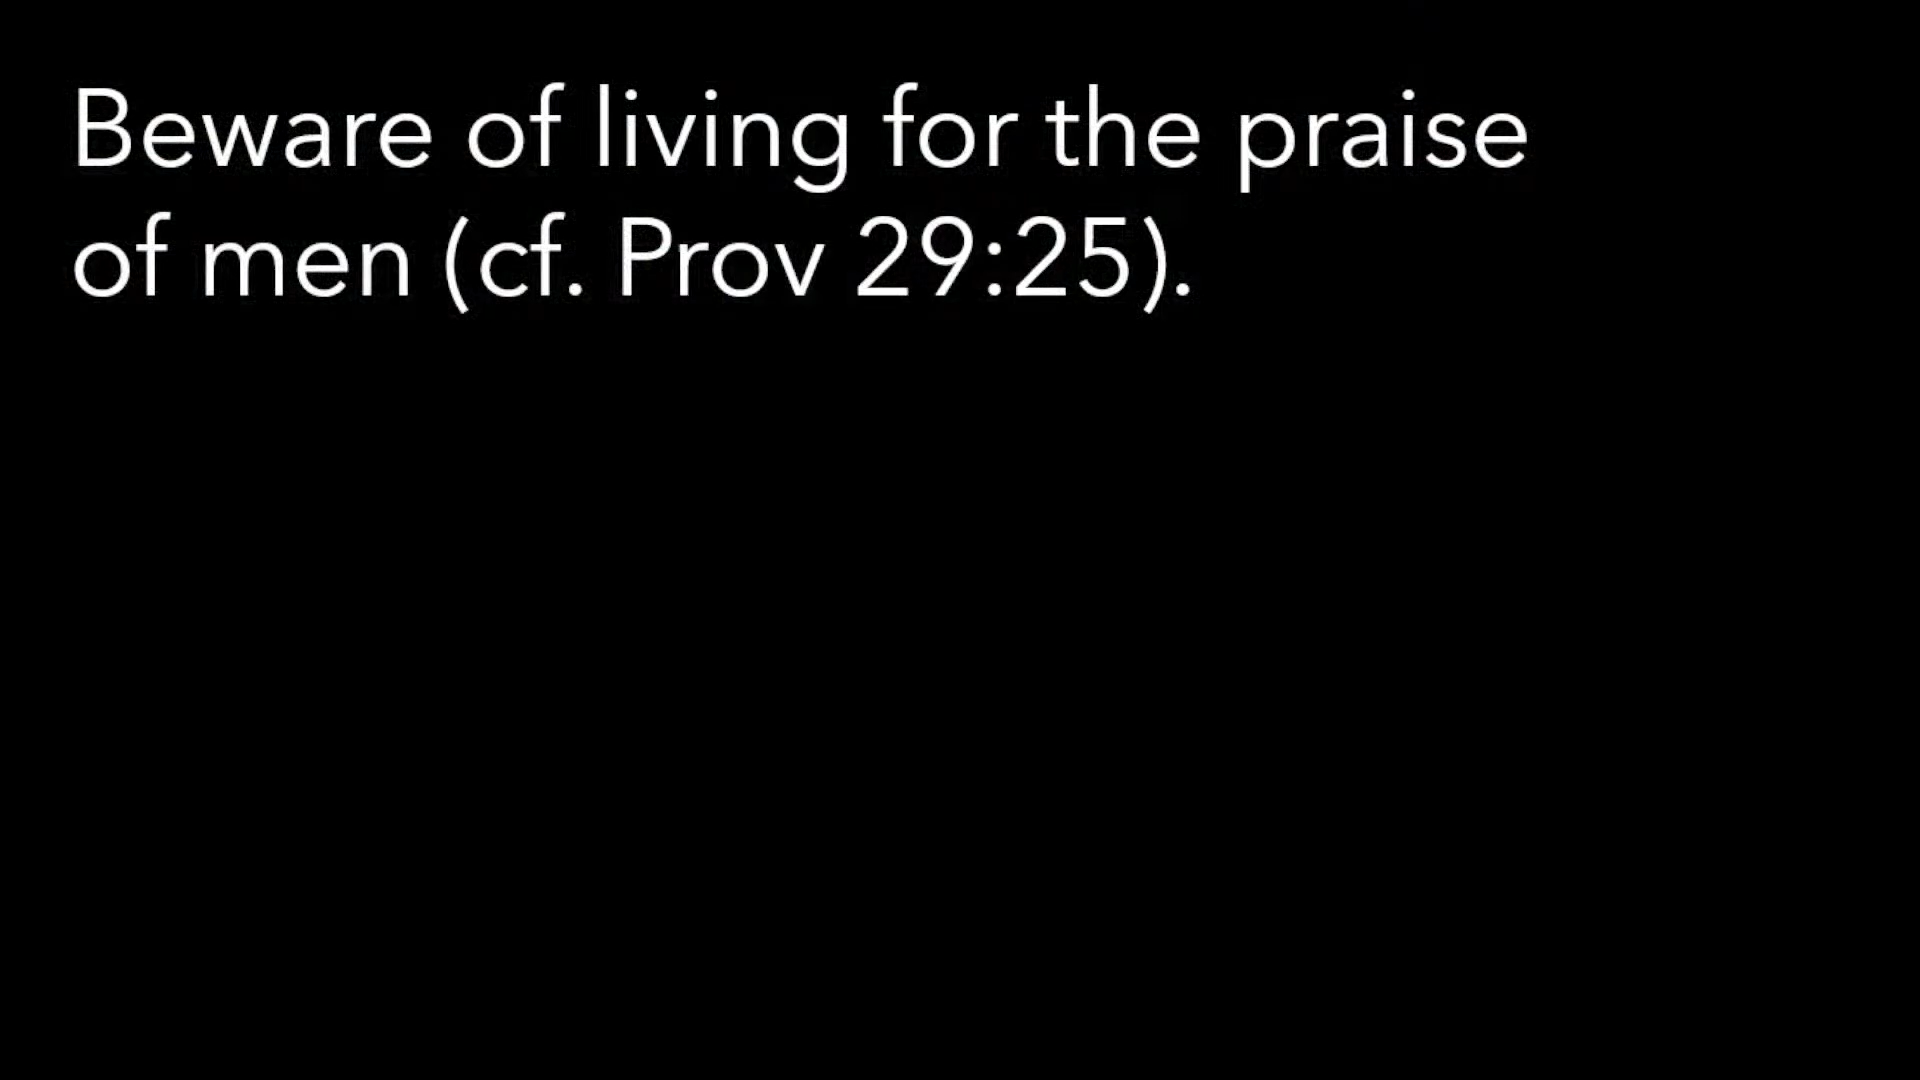 Beware of living for the praise
of men (cf. Prov 29:25).